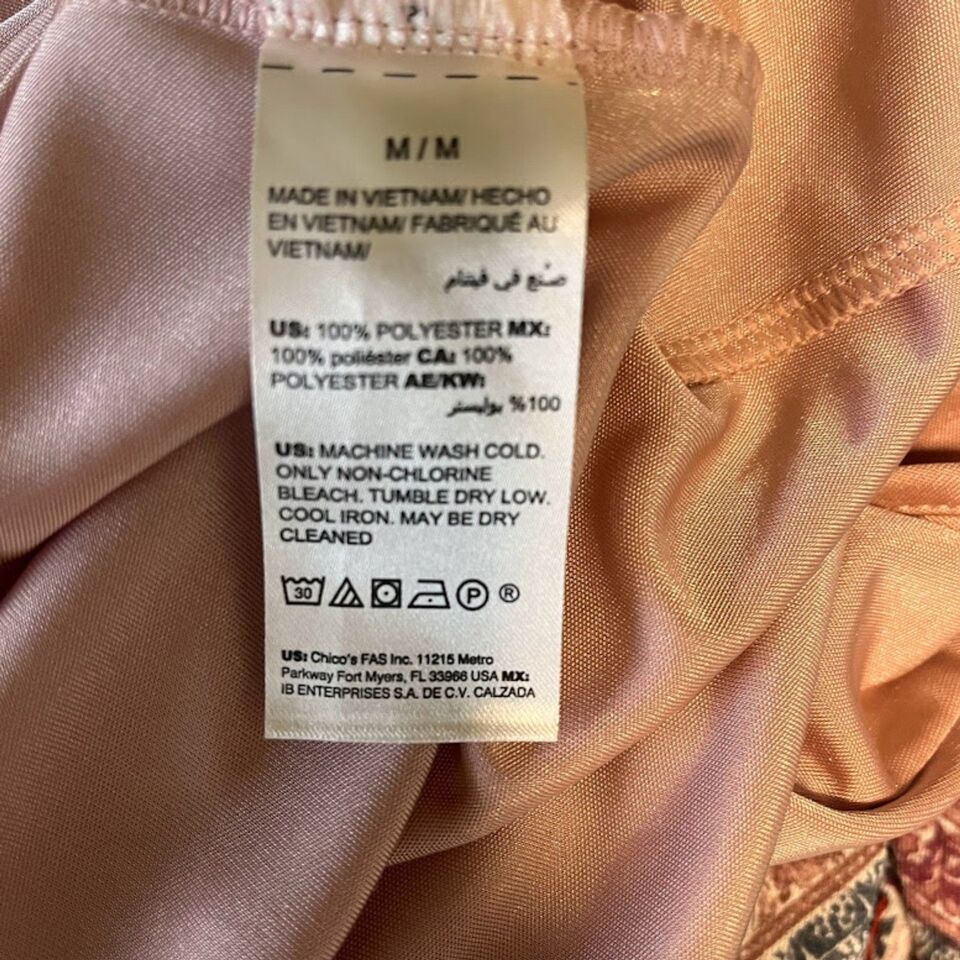 M / M
MADE IN VIETNAM/ HECHO
EN VIETNAM/ FABRIQUÉ AU
VIETNAM/
صُنع في فيتنام
US: 100% POLYESTER MX:
100% poliéster CA: 100%
POLYESTER AE/KW:
100% بوليستر
US: MACHINE WASH COLD.
ONLY NON-CHLORINE
BLEACH. TUMBLE DRY LOW.
COOL IRON. MAY BE DRY
CLEANED
30 P ®
US: Chico's FAS Inc. 11215 Metro
Parkway Fort Myers, FL 33966 USA MX:
IB ENTERPRISES S.A. DE C.V. CALZADA